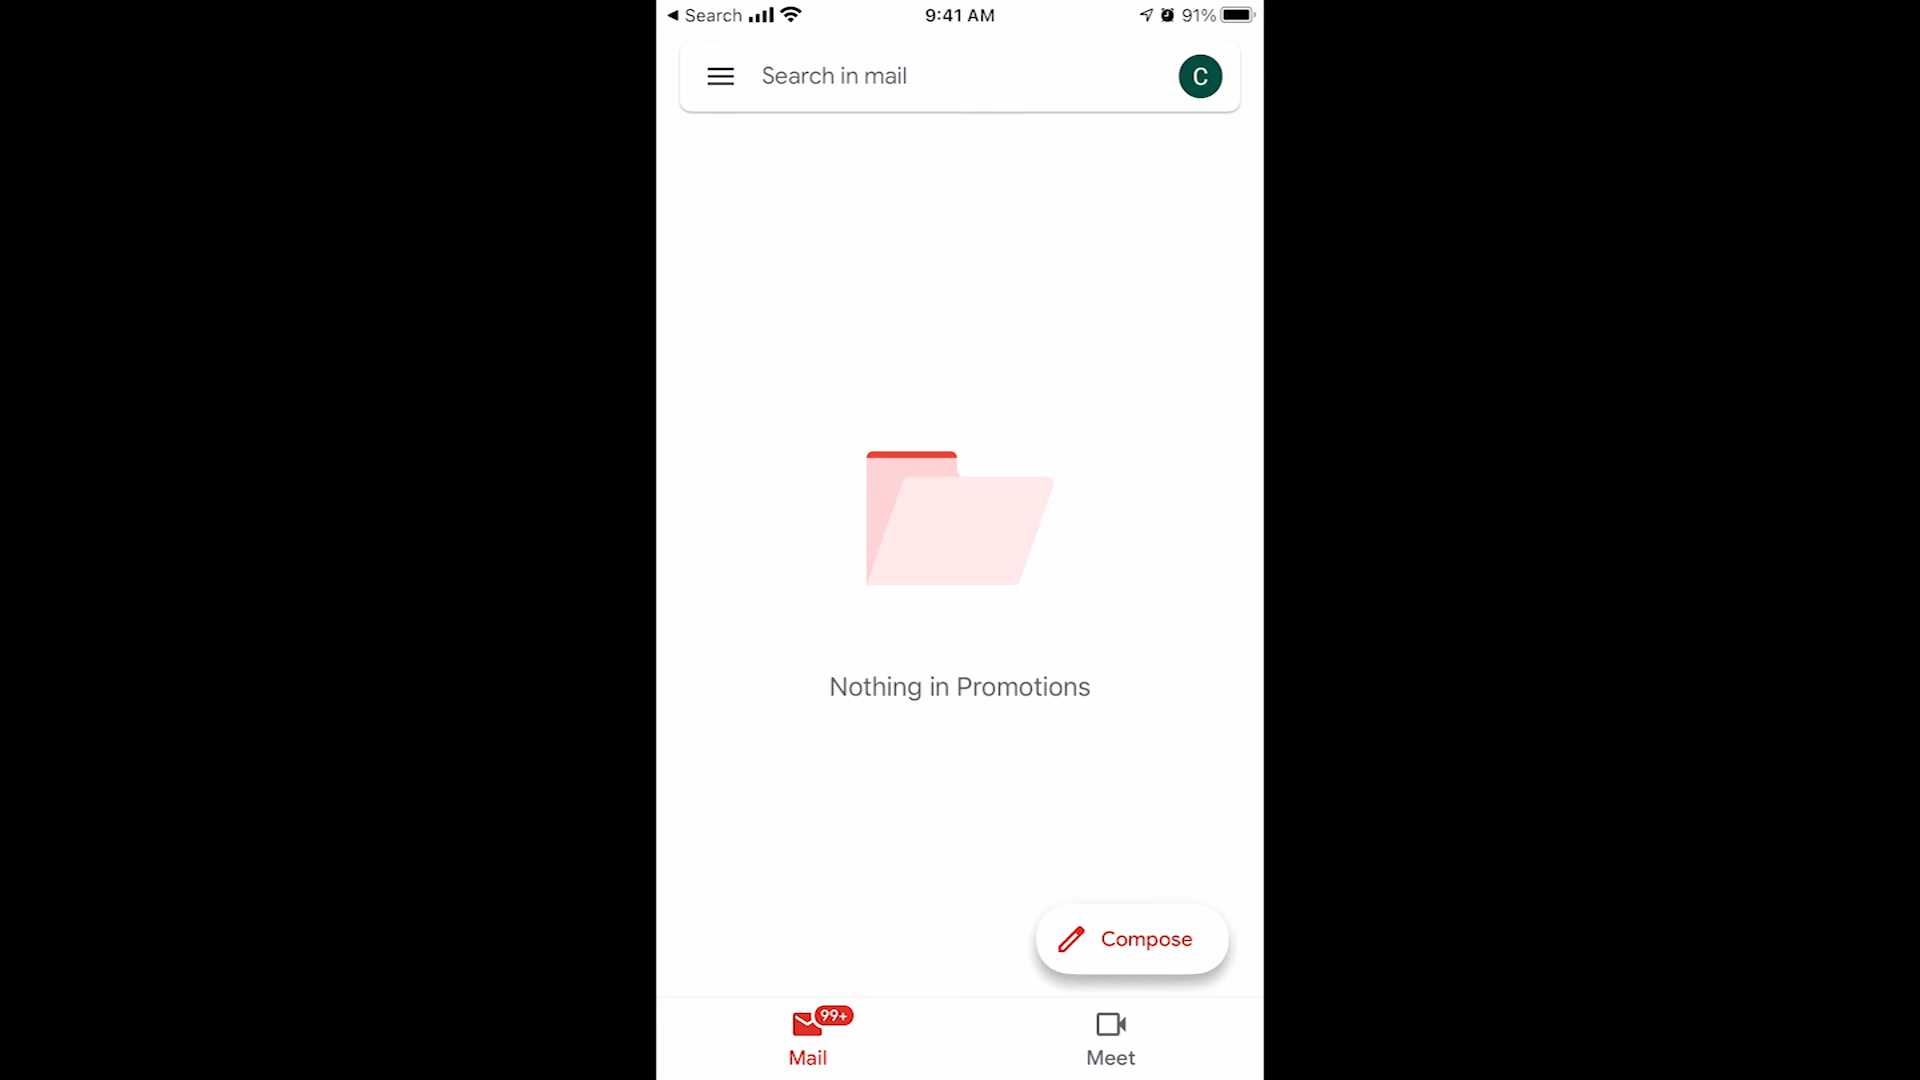 Search
9:41 AM
91%
Search in mail
C
Nothing in Promotions
Compose
99+
Mail
Meet